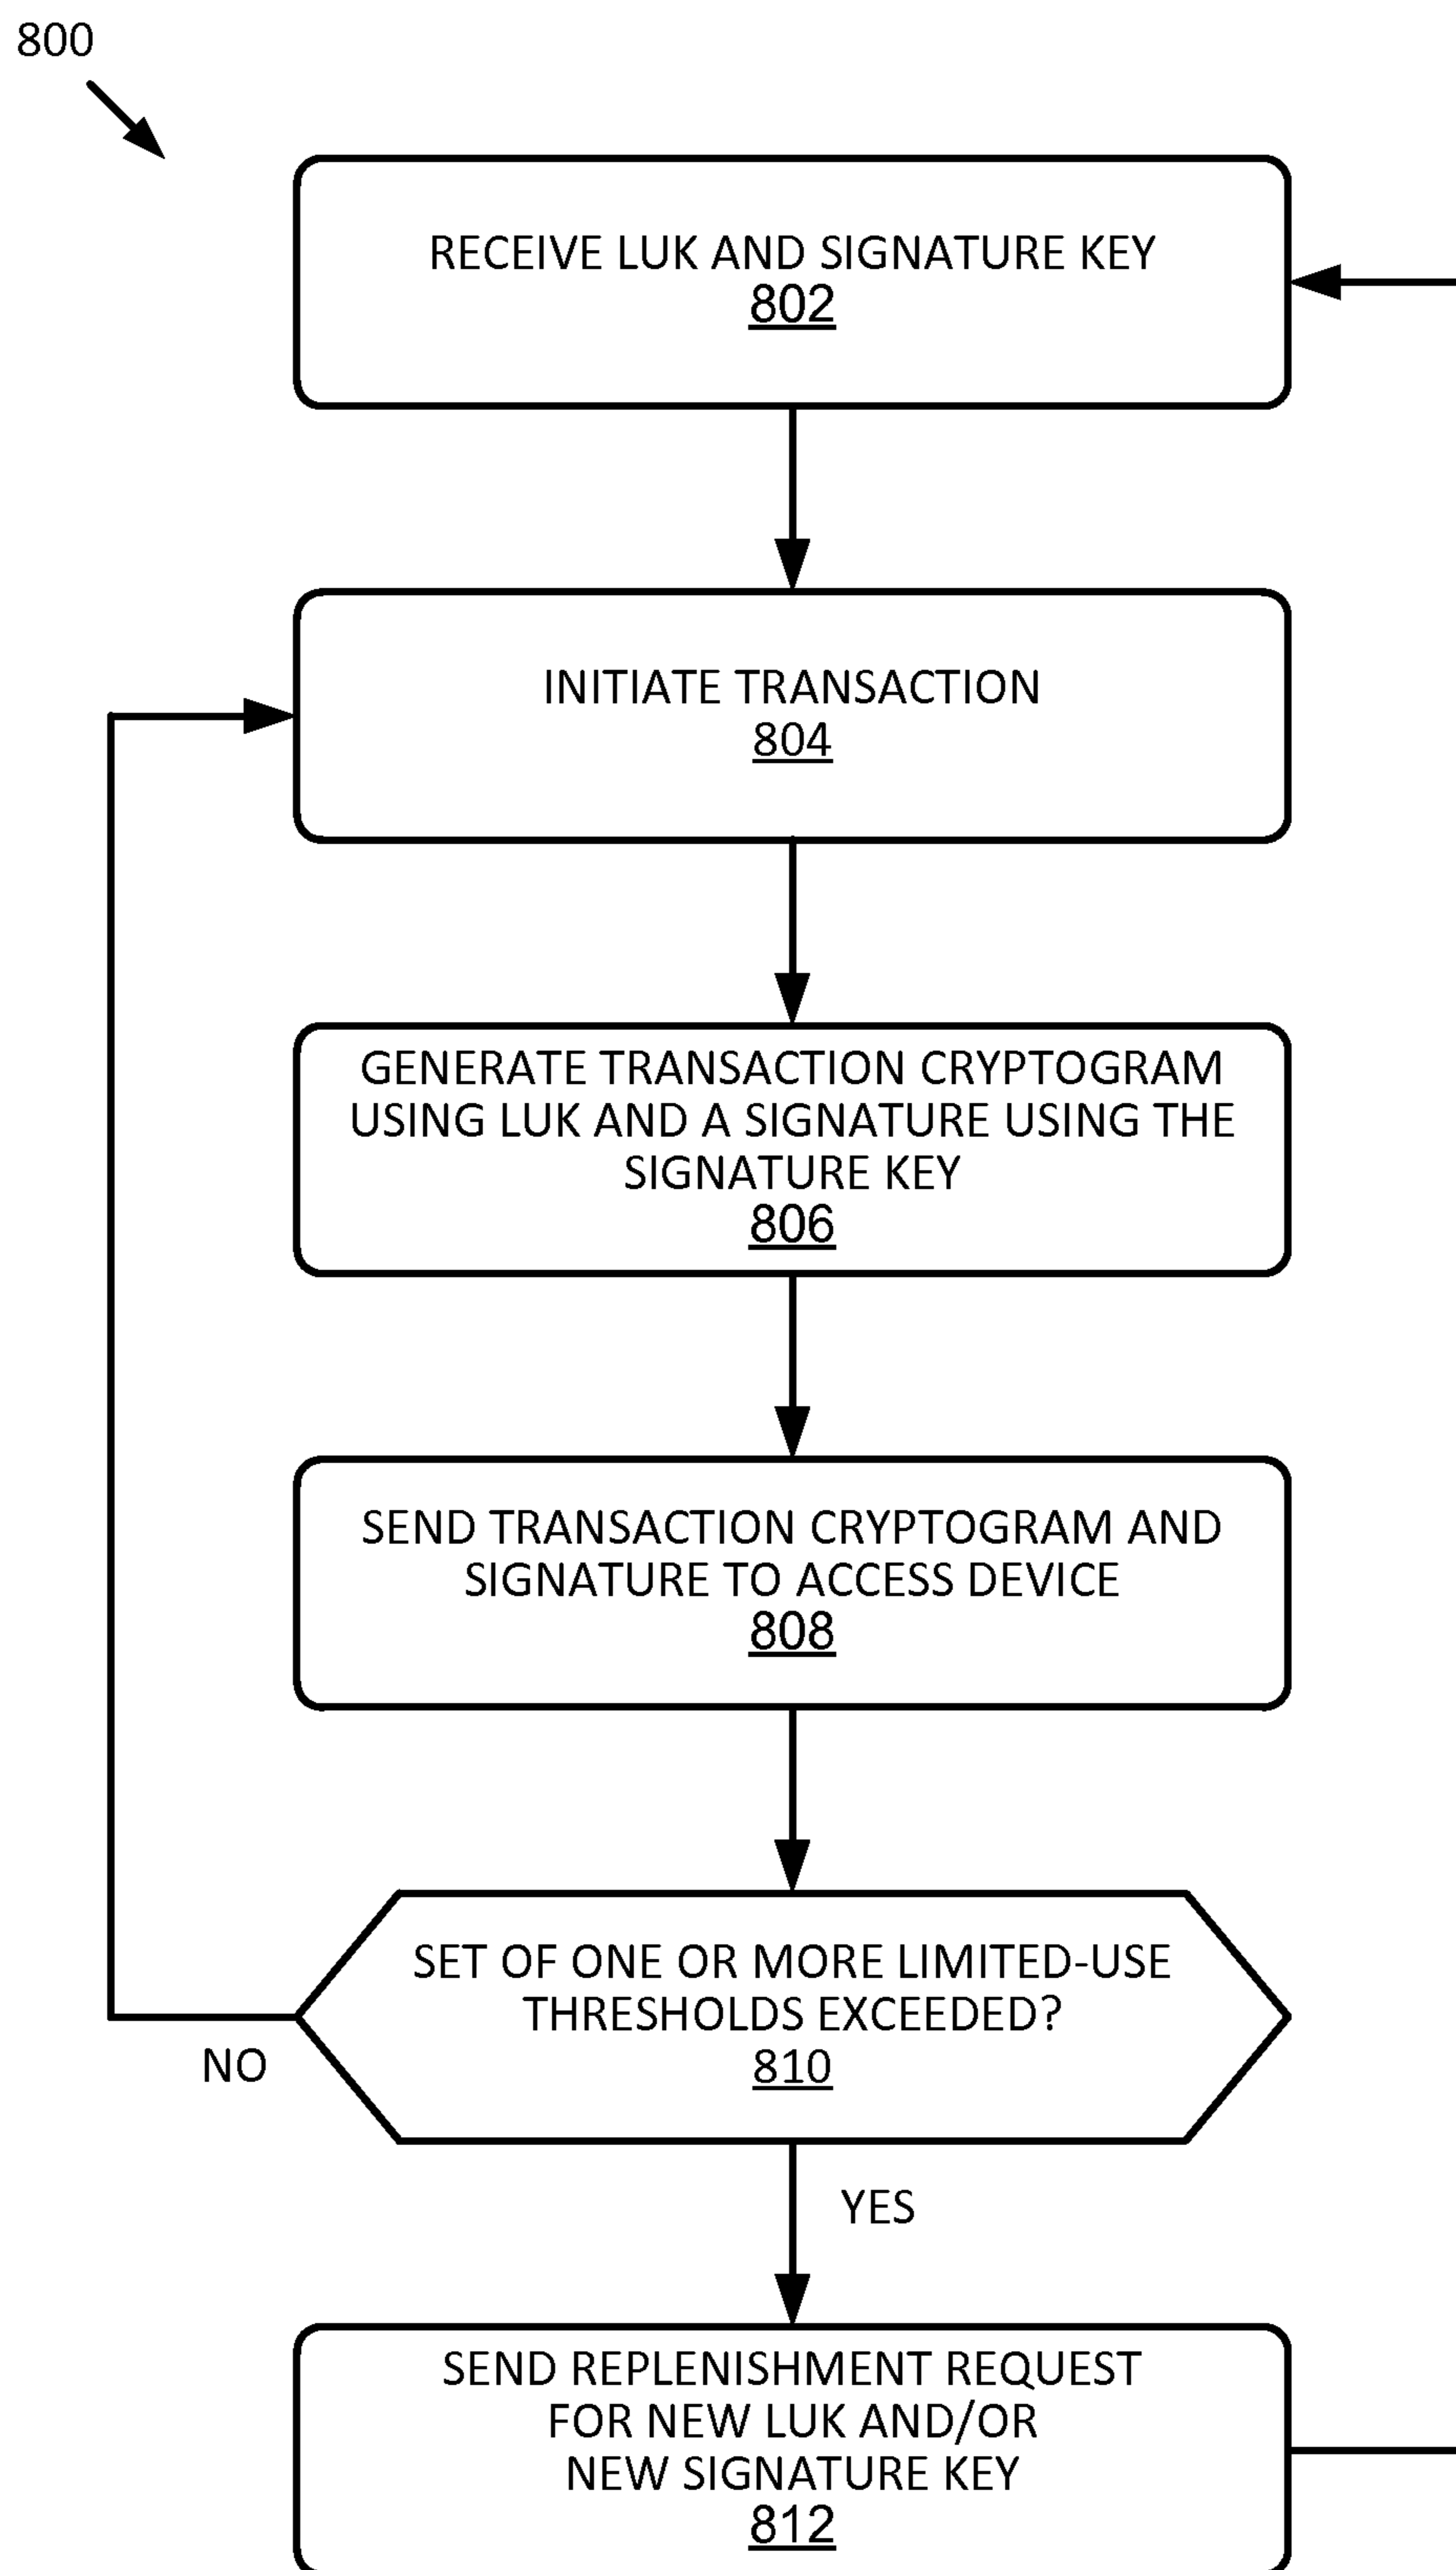 800
RECEIVE LUK AND SIGNATURE KEY
802
INITIATE TRANSACTION
804
GENERATE TRANSACTION CRYPTOGRAM
USING LUK AND A SIGNATURE USING THE
SIGNATURE KEY
806
SEND TRANSACTION CRYPTOGRAM AND
SIGNATURE TO ACCESS DEVICE
808
SET OF ONE OR MORE LIMITED-USE
THRESHOLDS EXCEEDED?
810
NO
YES
SEND REPLENISHMENT REQUEST
FOR NEW LUK AND/OR
NEW SIGNATURE KEY
812